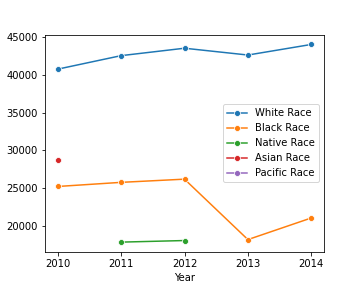 45000
40000
35000
30000
25000
20000
White Race
Black Race
Native Race
Asian Race
Pacific Race
2010 2011 2012 2013 2014
Year